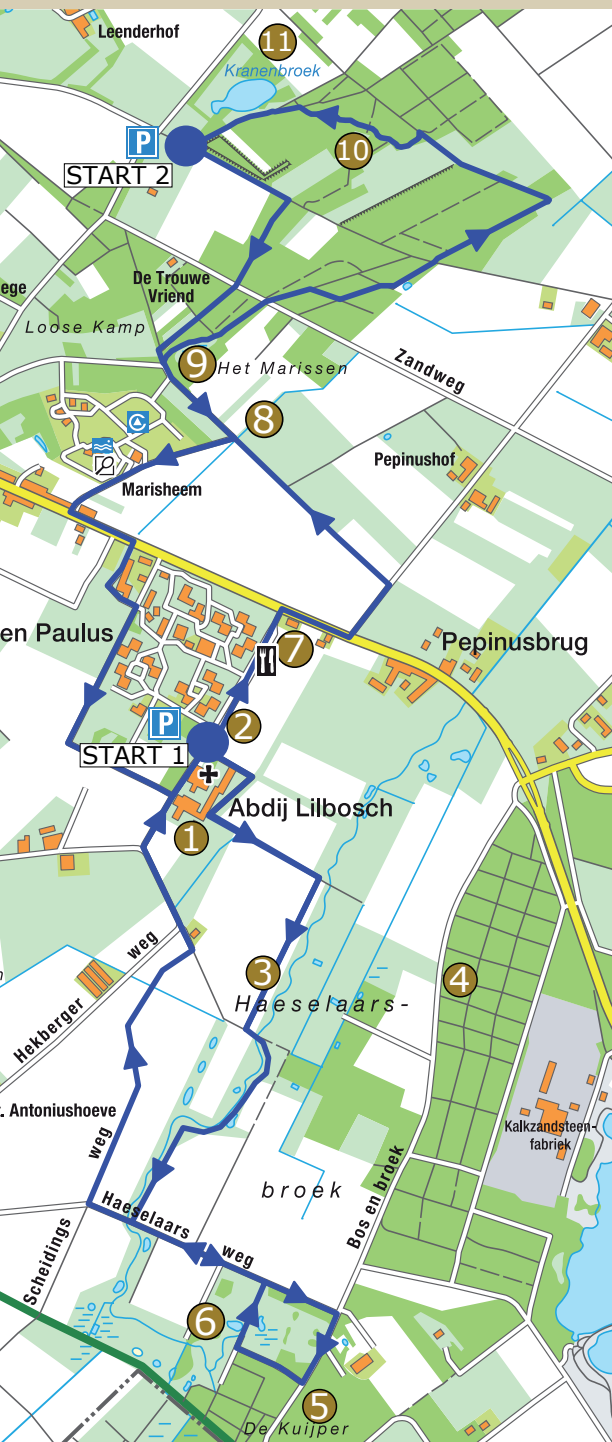 Leenderhof
11
Kranenbroek
P
START 2
10
ege
De Trouwe
Vriend
Loose Kamp
9
Het Marissen
Zandweg
8
Pepinushof
Marisheem
en Paulus
7
Pepinusbrug
P
2
START 1
Abdij Lilbosch
1
weg
3
4
Haeselaars-
Hekberger
Kalkzandsteen-
fabriek
. Antoniushoeve
weg
broek
Bos en broek
Haeselaars
weg
Scheidings
6
5
De Kuijper